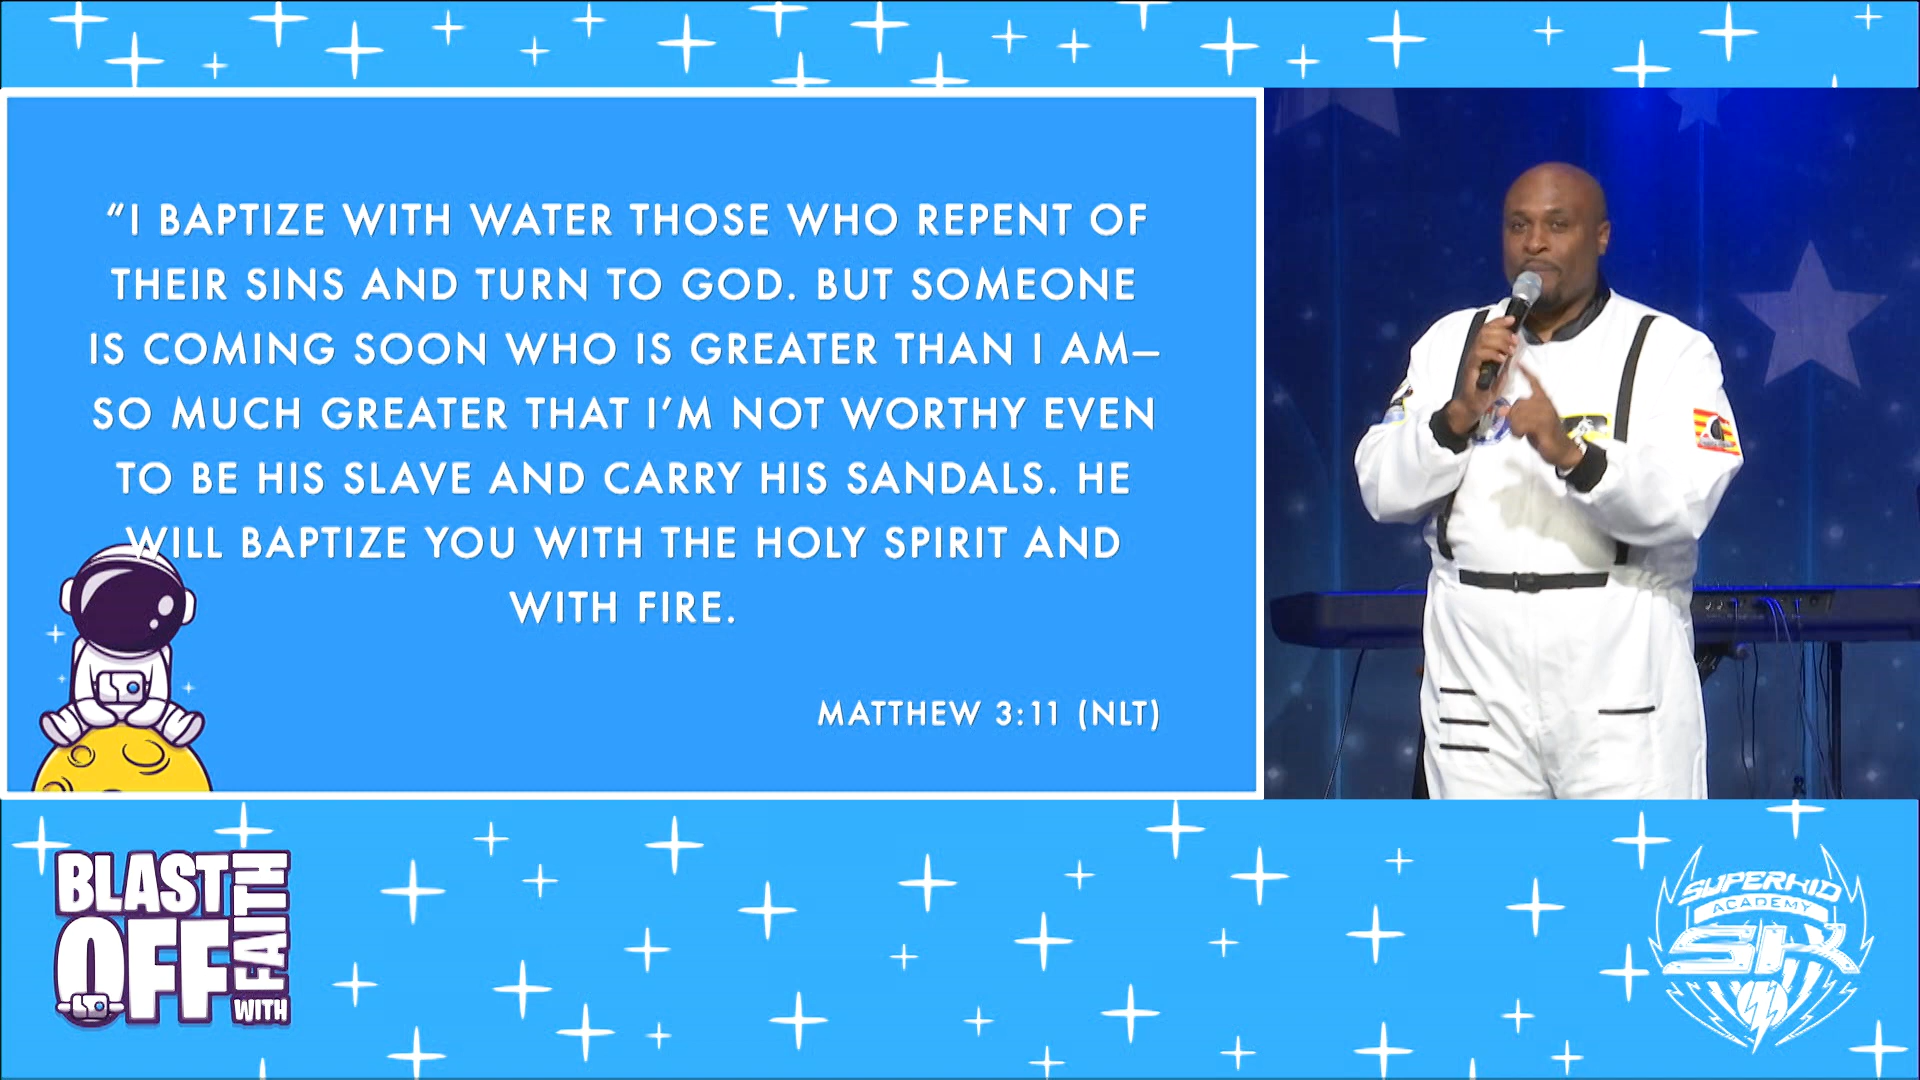 “I BAPTIZE WITH WATER THOSE WHO REPENT OF
THEIR SINS AND TURN TO GOD. BUT SOMEONE
IS COMING SOON WHO IS GREATER THAN I AM—
SO MUCH GREATER THAT I’M NOT WORTHY EVEN
TO BE HIS SLAVE AND CARRY HIS SANDALS. HE
WILL BAPTIZE YOU WITH THE HOLY SPIRIT AND
WITH FIRE.
MATTHEW 3:11 (NLT)
BLAST
OFF
WITH FAITH
SUPERKID
ACADEMY
SK